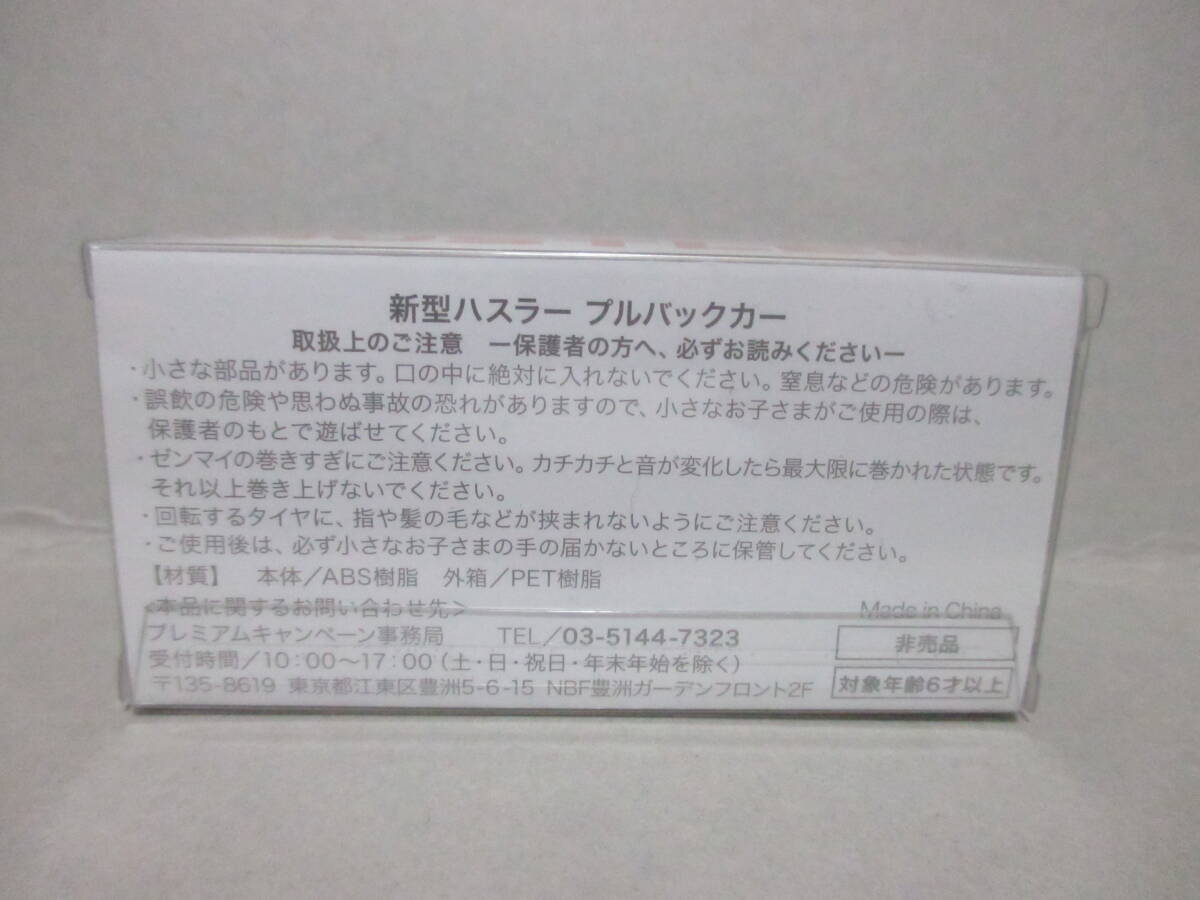 新型ハスラー プルバックカー
取扱上のご注意　ー保護者の方へ、必ずお読みくださいー
・小さな部品があります。口の中に絶対に入れないでください。窒息などの危険があります。
・誤飲の危険や思わぬ事故の恐れがありますので、小さなお子さまがご使用の際は、
保護者のもとで遊ばせてください。
・ゼンマイの巻きすぎにご注意ください。カチカチと音が変化したら最大限に巻かれた状態です。
それ以上巻き上げないでください。
・回転するタイヤに、指や髪の毛などが挟まれないようにご注意ください。
・ご使用後は、必ず小さなお子さまの手の届かないところに保管してください。
【材質】　本体／ABS樹脂　外箱／PET樹脂
<本品に関するお問い合わせ先>
プレミアムキャンペーン事務局　TEL／03-5144-7323
受付時間／10：00〜17：00（土・日・祝日・年末年始を除く）
〒135-8619 東京都江東区豊洲5-6-15 NBF豊洲ガーデンフロント2F
Made in China
非売品
対象年齢6才以上